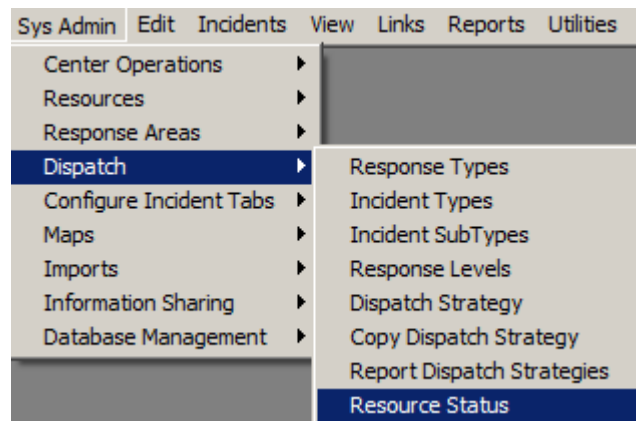 Sys Admin Edit Incidents View Links Reports Utilities
Center Operations
Resources
Response Areas
Dispatch
Configure Incident Tabs
Maps
Imports
Information Sharing
Database Management
Response Types
Incident Types
Incident SubTypes
Response Levels
Dispatch Strategy
Copy Dispatch Strategy
Report Dispatch Strategies
Resource Status